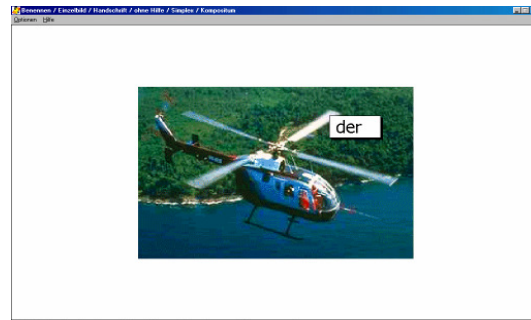 Benennen / Einzelbild / Handschrift / ohne Hilfe / Simplex / Kompositum
Optionen Hilfe
der